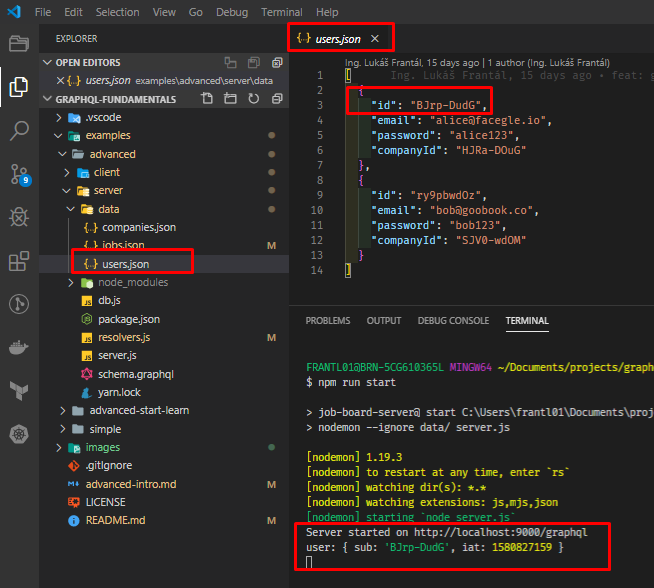 File Edit Selection View Go Debug Terminal Help
EXPLORER
OPEN EDITORS
users.json examples\advanced\server\data
GRAPHQL-FUNDAMENTALS
.vscode
examples
advanced
client
server
data
companies.json
jobs.json M
users.json
node_modules
db.js
package.json
resolvers.js M
server.js
schema.graphql
yarn.lock
advanced-start-learn
simple
images
.gitIgnore
advanced-intro.md M
LICENSE
README.md M
9
users.json
Ing. Lukáš Frantál, 15 days ago | 1 author (Ing. Lukáš Frantál)
1 [ Ing. Lukáš Frantál, 15 days ago • feat: g
2 {
3 "id": "BJrp-DudG",
4 "email": "alice@facegle.io",
5 "password": "alice123",
6 "companyId": "HJRa-DOuG"
7 },
8 {
9 "id": "ry9pbwdOz",
10 "email": "bob@goobook.co",
11 "password": "bob123",
12 "companyId": "SJV0-wdOM"
13 }
14 ]
PROBLEMS OUTPUT DEBUG CONSOLE TERMINAL
FRANTL01@BRN-5CG610365L MINGW64 ~/Documents/projects/graph
$ npm run start
> job-board-server@ start C:\Users\frantl01\Documents\proj
> nodemon --ignore data/ server.js
[nodemon] 1.19.3
[nodemon] to restart at any time, enter `rs`
[nodemon] watching dir(s): *.*
[nodemon] watching extensions: js,mjs,json
[nodemon] starting `node server.js`
Server started on http://localhost:9000/graphql
user: { sub: 'BJrp-DudG', iat: 1580827159 }